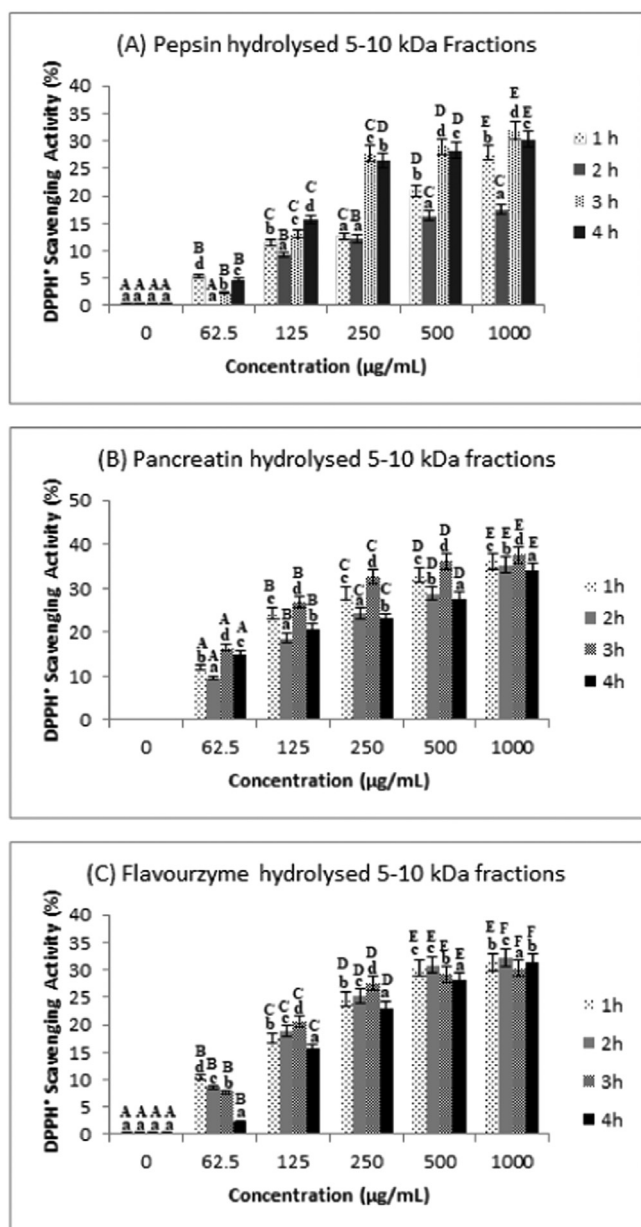 (A) Pepsin hydrolysed 5-10 kDa Fractions
DPPH• Scavenging Activity (%)
35
30
25
20
15
10
5
0
A A A A
a a a a
B A B B
d a b c
C B C C
b a c d
C B C D
a a c b
D C D D
b a d c
E C E E
b a d c
0 62.5 125 250 500 1000
Concentration (µg/mL)
1 h
2 h
3 h
4 h
(B) Pancreatin hydrolysed 5-10 kDa fractions
DPPH• Scavenging Activity (%)
50
40
30
20
10
0
A A A A
b a d c
B B B B
c a d b
C C C C
c a d b
D D D D
c b d a
E E E E
c b d a
0 62.5 125 250 500 1000
Concentration (µg/mL)
1h
2h
3h
4h
(C) Flavourzyme hydrolysed 5-10 kDa fractions
DPPH• Scavenging Activity (%)
40
35
30
25
20
15
10
5
0
A A A A
a a a a
B B B B
d c b a
C C C C
b c d a
D D D D
b c d a
E E E E
c c b a
E F F F
b c a b
0 62.5 125 250 500 1000
Concentration (µg/mL)
1h
2h
3h
4h